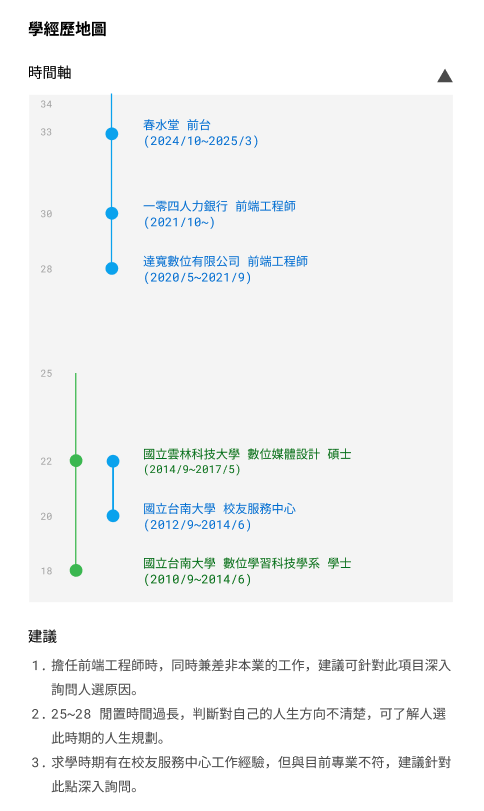 學經歷地圖
時間軸
34
33
春水堂 前台
(2024/10~2025/3)
30
一零四人力銀行 前端工程師
(2021/10~)
28
達寬數位有限公司 前端工程師
(2020/5~2021/9)
25
22
國立雲林科技大學 數位媒體設計 碩士
(2014/9~2017/5)
20
國立台南大學 校友服務中心
(2012/9~2014/6)
18
國立台南大學 數位學習科技學系 學士
(2010/9~2014/6)
建議
1. 擔任前端工程師時，同時兼差非本業的工作，建議可針對此項目深入
詢問人選原因。
2. 25~28 閒置時間過長，判斷對自己的人生方向不清楚，可了解人選
此時期的人生規劃。
3. 求學時期有在校友服務中心工作經驗，但與目前專業不符，建議針對
此點深入詢問。